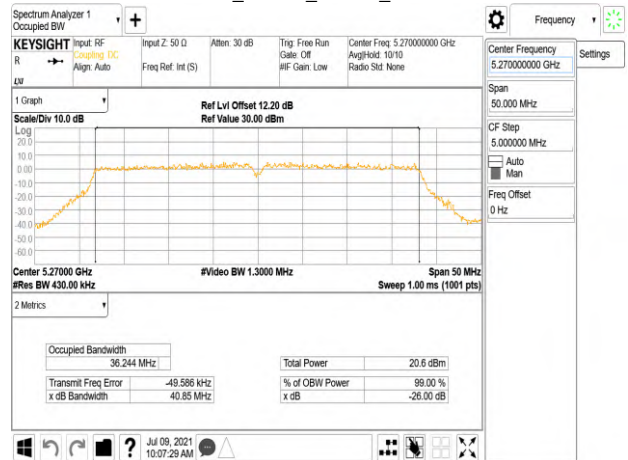 Spectrum Analyzer 1
Occupied BW
+
Frequency
KEYSIGHT
R
LXI
Input: RF
Coupling: DC
Align: Auto
Input Z: 50 Ω
Freq Ref: Int (S)
Atten: 30 dB
Trig: Free Run
Gate: Off
#IF Gain: Low
Center Freq: 5.270000000 GHz
Avg|Hold: 10/10
Radio Std: None
Center Frequency
5.270000000 GHz
Settings
Span
50.000 MHz
CF Step
5.000000 MHz
Auto
Man
Freq Offset
0 Hz
1 Graph
Scale/Div 10.0 dB
Ref Lvl Offset 12.20 dB
Ref Value 30.00 dBm
Log
20.0
10.0
0.00
-10.0
-20.0
-30.0
-40.0
-50.0
-60.0
Center 5.27000 GHz
#Res BW 430.00 kHz
#Video BW 1.3000 MHz
Span 50 MHz
Sweep 1.00 ms (1001 pts)
2 Metrics
Occupied Bandwidth
36.244 MHz
Total Power 20.6 dBm
Transmit Freq Error -49.586 kHz
% of OBW Power 99.00 %
x dB Bandwidth 40.85 MHz
x dB -26.00 dB
?
Jul 09, 2021
10:07:29 AM